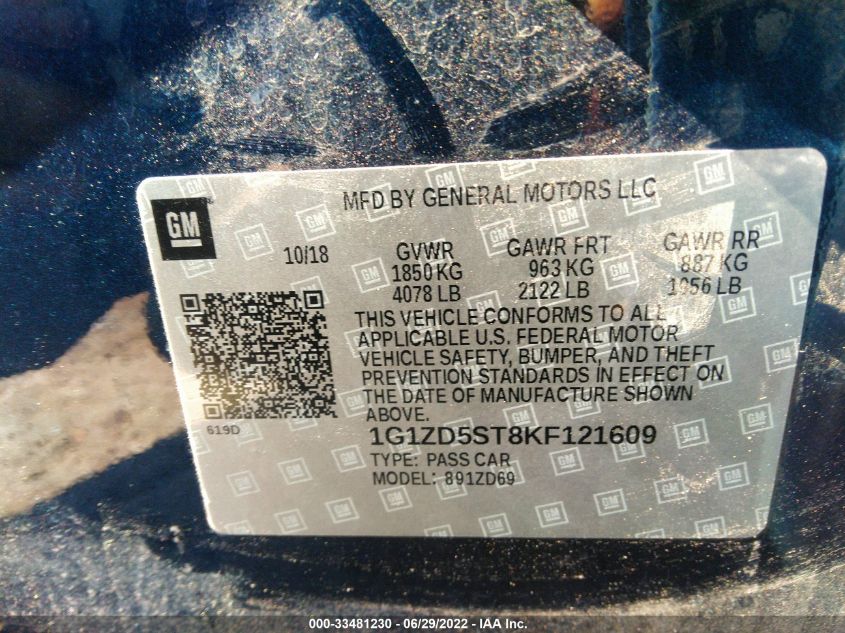 MFD BY GENERAL MOTORS LLC
GM
10/18
GVWR GAWR FRT GAWR RR
1850 KG 963 KG 887 KG
4078 LB 2122 LB 1956 LB
THIS VEHICLE CONFORMS TO ALL
APPLICABLE U.S. FEDERAL MOTOR
VEHICLE SAFETY, BUMPER, AND THEFT
PREVENTION STANDARDS IN EFFECT ON
THE DATE OF MANUFACTURE SHOWN
ABOVE.
619D
1G1ZD5ST8KF121609
TYPE: PASS CAR
MODEL: 891ZD69
000-33481230 - 06/29/2022 - Copyright IAA, Inc.